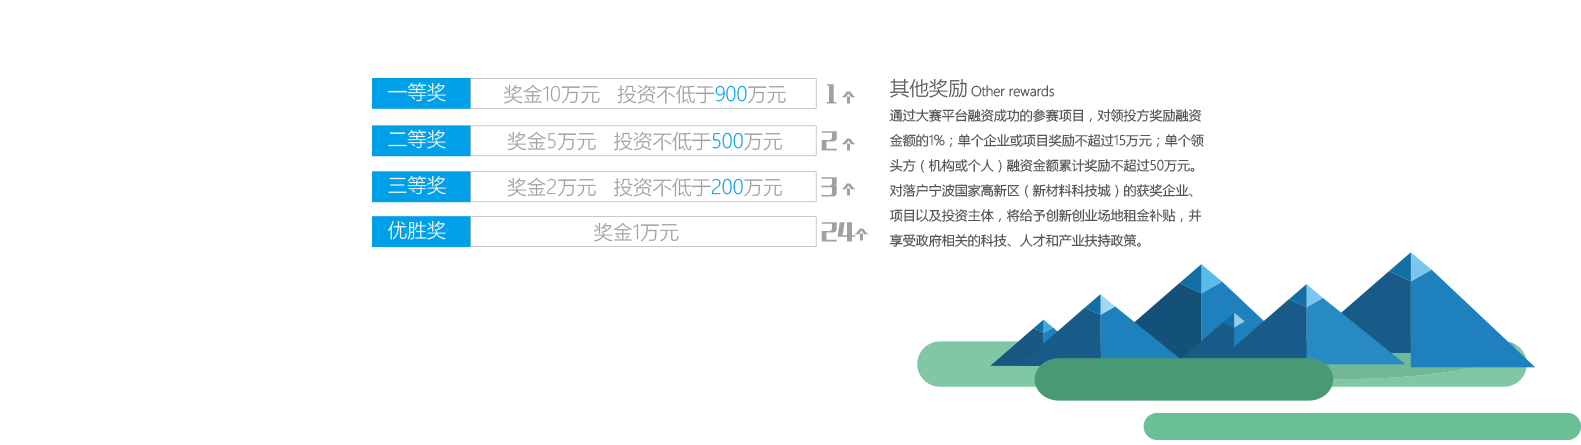 一等奖 奖金10万元 投资不低于900万元 1个
二等奖 奖金5万元 投资不低于500万元 2个
三等奖 奖金2万元 投资不低于200万元 3个
优胜奖 奖金1万元 24个
其他奖励 Other rewards
通过大赛平台融资成功的参赛项目，对领投方奖励融资
金额的1%；单个企业或项目奖励不超过15万元；单个领
头方（机构或个人）融资金额累计奖励不超过50万元。
对落户宁波国家高新区（新材料科技城）的获奖企业、
项目以及投资主体，将给予创新创业场地租金补贴，并
享受政府相关的科技、人才和产业扶持政策。